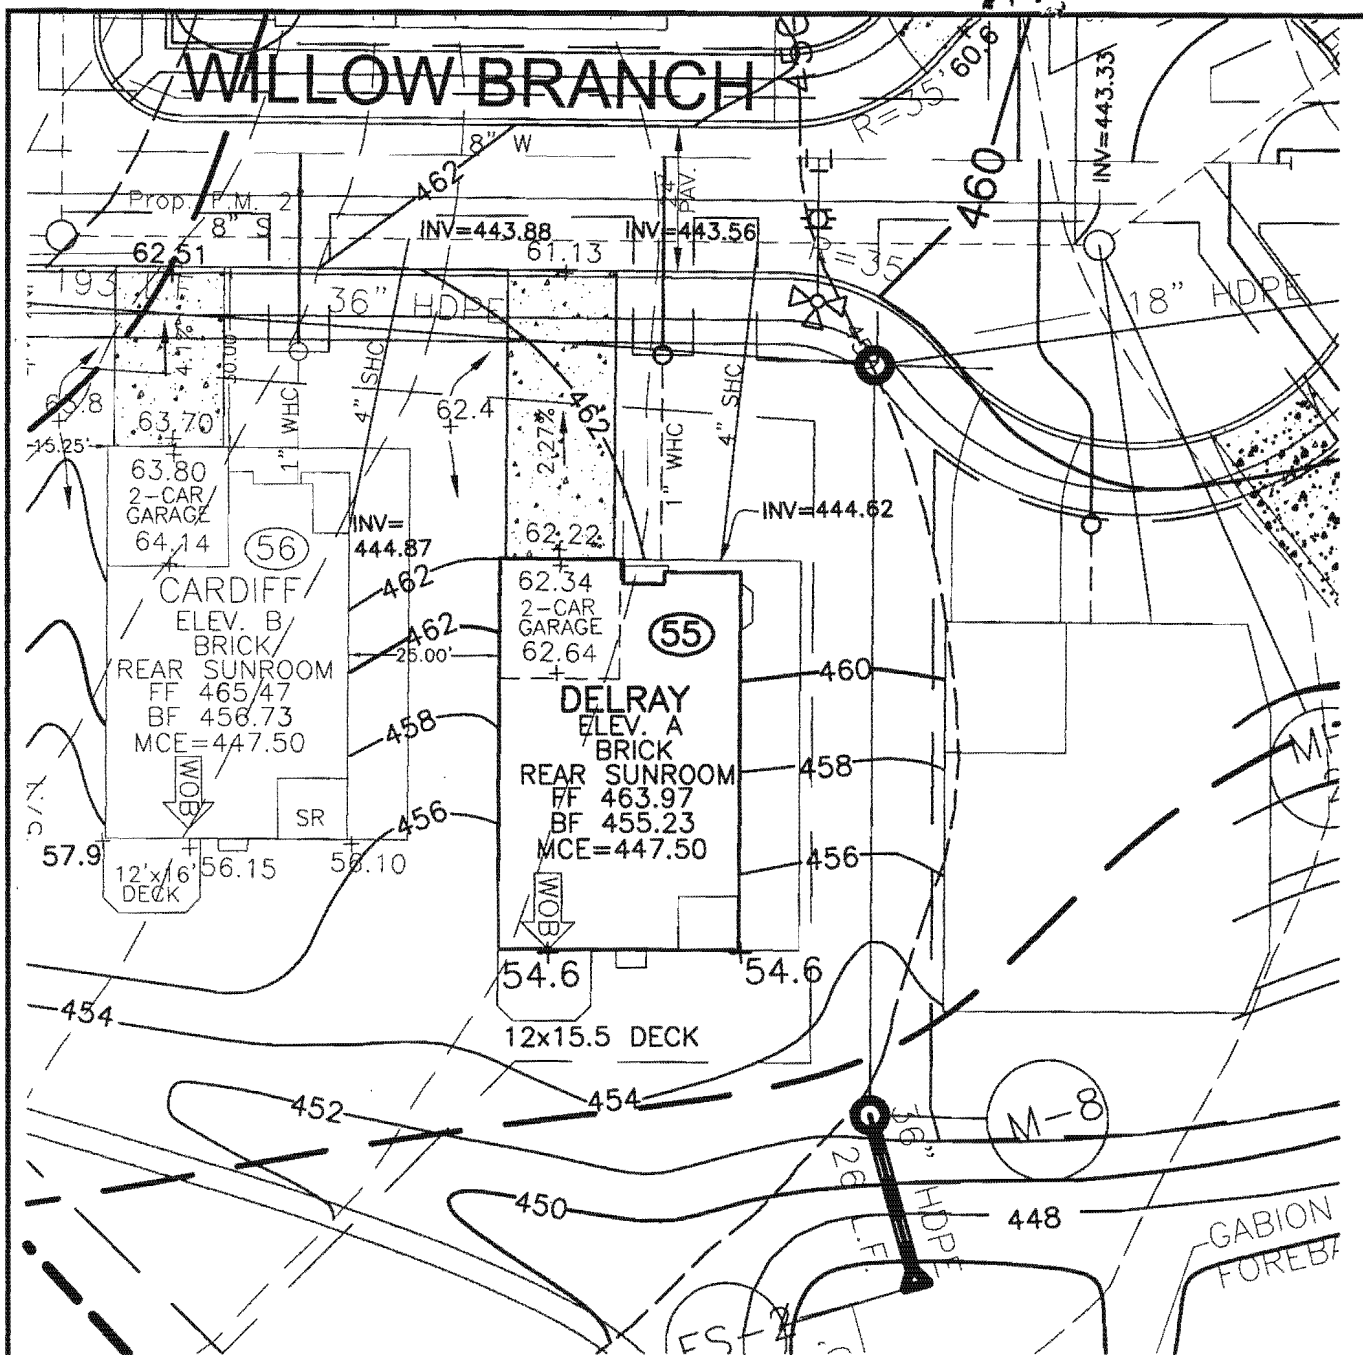 WILLOW BRANCH
60.6
R=35'
INV=443.33
8" W
462
460
24'
PAV.
Prop. F.M. 2
8" S
INV=443.88
INV=443.56
62.51
61.13
R=35
193
36" HDPE
18" HDPE
4.1%
30.00
4" SHC
63.8
62.4
462
63.70
2.27%
4" SHC
15.25'
1" WHC
1" WHC
63.80
2-CAR
GARAGE
64.14
56
INV=
444.87
62.22
INV=444.62
CARDIFF
ELEV. B
BRICK
REAR SUNROOM
FF 465.47
BF 456.73
MCE=447.50
WOB
SR
462
462
25.00'
458
456
62.34
2-CAR
GARAGE
62.64
55
DELRAY
ELEV. A
BRICK
REAR SUNROOM
FF 463.97
BF 455.23
MCE=447.50
WOB
460
458
456
57.9
56.15
56.10
12'x16'
DECK
54.6
54.6
12x15.5 DECK
454
454
452
M-8
36" HDPE
26 L.F.
450
448
GABION
ES-2